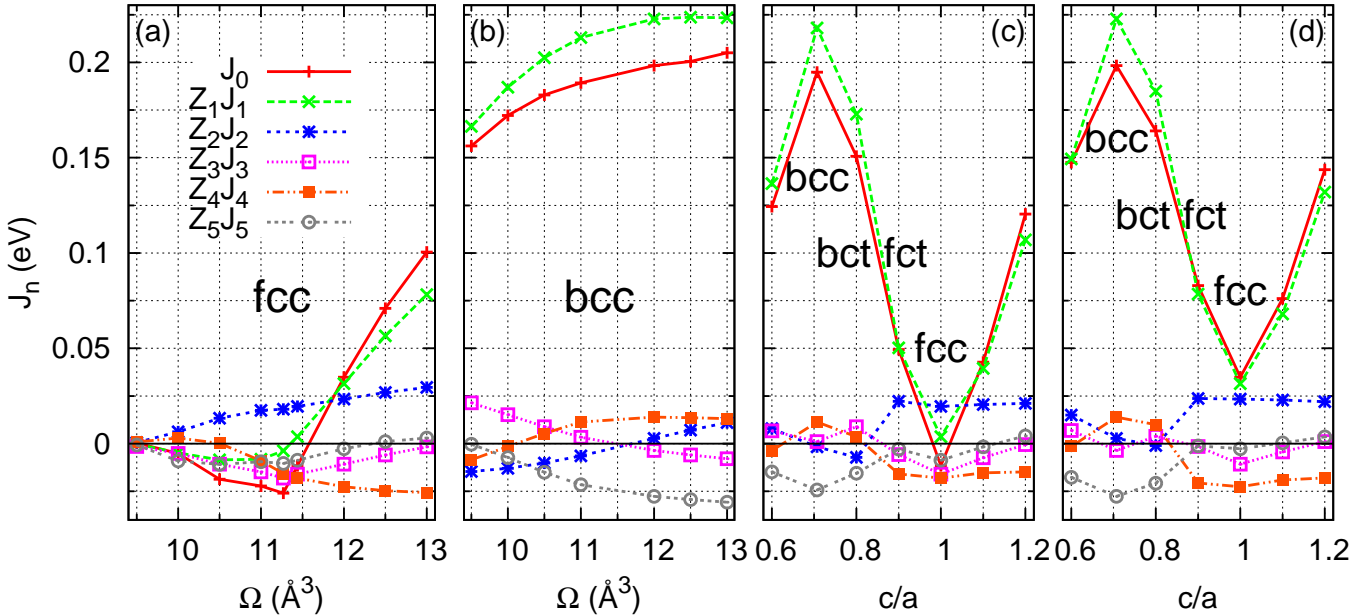 (a)
(b)
(c)
(d)
J_n (eV)
0.2
0.15
0.1
0.05
0
J_0
Z_1J_1
Z_2J_2
Z_3J_3
Z_4J_4
Z_5J_5
fcc
bcc
bcc
bct fct
fcc
bcc
bct fct
fcc
10 11 12 13
10 11 12 13
0.6 0.8 1 1.2
0.6 0.8 1 1.2
Ω (Å^3)
Ω (Å^3)
c/a
c/a